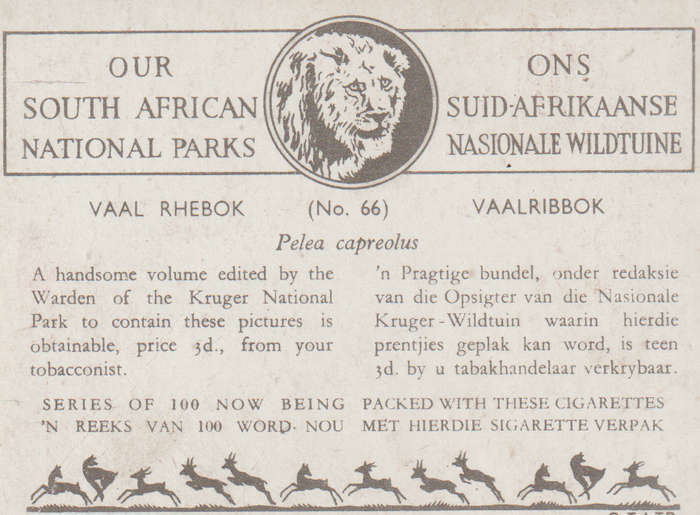 OUR
SOUTH AFRICAN
NATIONAL PARKS
ONS
SUID-AFRIKAANSE
NASIONALE WILDTUINE
VAAL RHEBOK (No. 66) VAALRIBBOK
Pelea capreolus
A handsome volume edited by the
Warden of the Kruger National
Park to contain these pictures is
obtainable, price 3d., from your
tobacconist.
'n Pragtige bundel, onder redaksie
van die Opsigter van die Nasionale
Kruger-Wildtuin waarin hierdie
prentjies geplak kan word, is teen
3d. by u tabakhandelaar verkrybaar.
SERIES OF 100 NOW BEING PACKED WITH THESE CIGARETTES
'N REEKS VAN 100 WORD NOU MET HIERDIE SIGARETTE VERPAK